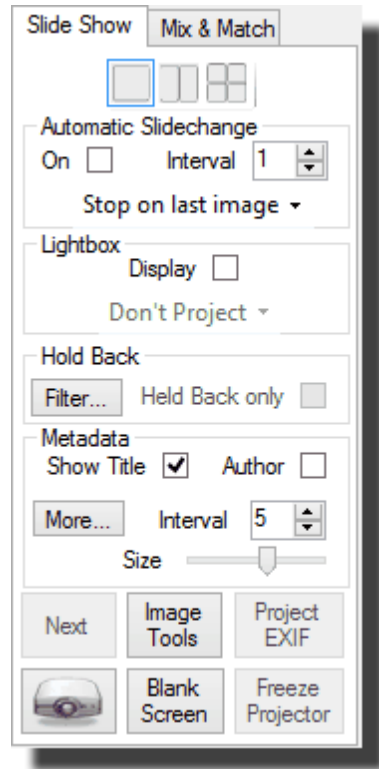 Slide Show Mix & Match
Automatic Slidechange
On Interval 1
Stop on last image
Lightbox
Display
Don't Project
Hold Back
Filter... Held Back only
Metadata
Show Title Author
More... Interval 5
Size
Next Image Tools Project EXIF
Blank Screen Freeze Projector